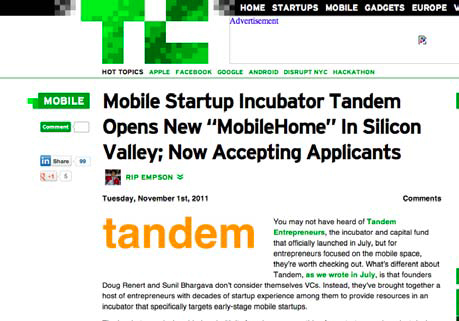 HOME STARTUPS MOBILE GADGETS EUROPE
Advertisement
TC
HOT TOPICS APPLE FACEBOOK GOOGLE ANDROID DISRUPT NYC HACKATHON
MOBILE
Mobile Startup Incubator Tandem
Opens New “MobileHome” In Silicon
Valley; Now Accepting Applicants
Comment
in Share 99
g +1 5
RIP EMPSON
Tuesday, November 1st, 2011 Comments
tandem
You may not have heard of Tandem
Entrepreneurs, the incubator and capital fund
that officially launched in July, but for
entrepreneurs focused on the mobile space,
they're worth checking out. What's different about
Tandem, as we wrote in July, is that founders
Doug Renert and Sunil Bhargava don't consider themselves VCs. Instead, they've brought together a
host of entrepreneurs with decades of startup experience among them to provide resources in an
incubator that specifically targets early-stage mobile startups.